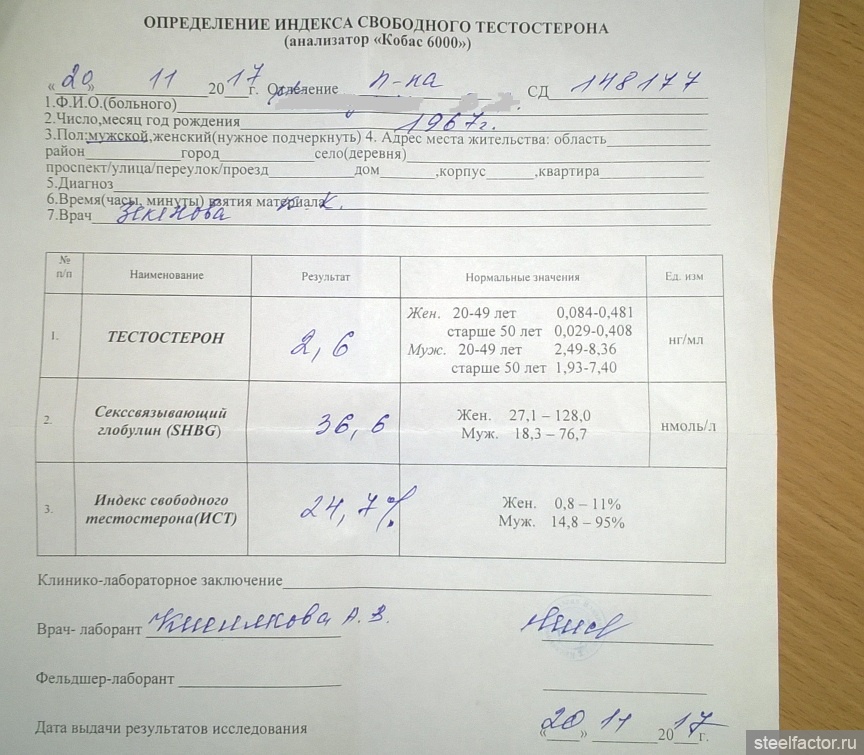 ОПРЕДЕЛЕНИЕ ИНДЕКСА СВОБОДНОГО ТЕСТОСТЕРОНА
(анализатор «Кобас 6000»)
«20» 11 2017 г. Отделение п-ка СД 148177
1.Ф.И.О.(больного)
2.Число,месяц год рождения 1967г.
3.Пол:мужской,женский(нужное подчеркнуть) 4. Адрес места жительства: область
район город село(деревня)
проспект/улица/переулок/проезд дом ,корпус ,квартира
5.Диагноз
6.Время(часы, минуты) взятия материала
7.Врач Зекенова
№ п/п Наименование Результат Нормальные значения Ед. изм
1. ТЕСТОСТЕРОН 2,6 нг/мл
Жен. 20-49 лет 0,084-0,481
старше 50 лет 0,029-0,408
Муж. 20-49 лет 2,49-8,36
старше 50 лет 1,93-7,40
2. Секссвязывающий глобулин (SHBG) 36,6 нмоль/л
Жен. 27,1 – 128,0
Муж. 18,3 – 76,7
3. Индекс свободного тестостерона(ИСТ) 24,7%
Жен. 0,8 – 11%
Муж. 14,8 – 95%
Клинико-лабораторное заключение
Врач- лаборант А.В.
Фельдшер-лаборант
Дата выдачи результатов исследования «20» 11 2017 г.
steelfactor.ru